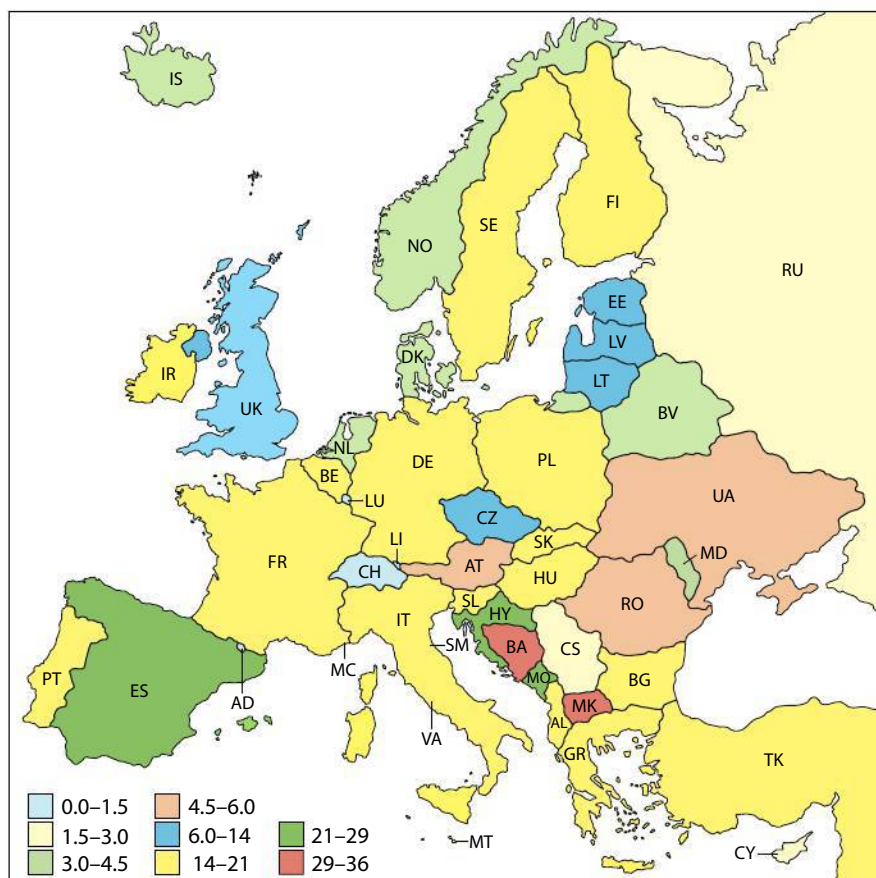 IS
NO
SE
FI
RU
EE
LV
LT
DK
IR
UK
BV
NL
BE
DE
PL
LU
UA
CZ
LI
SK
MD
FR
CH
AT
HU
RO
SL
HY
IT
SM
BA
CS
PT
ES
MC
MO
BG
AD
MK
AL
VA
GR
TK
MT
CY
0.0–1.5
4.5–6.0
1.5–3.0
6.0–14
21–29
3.0–4.5
14–21
29–36